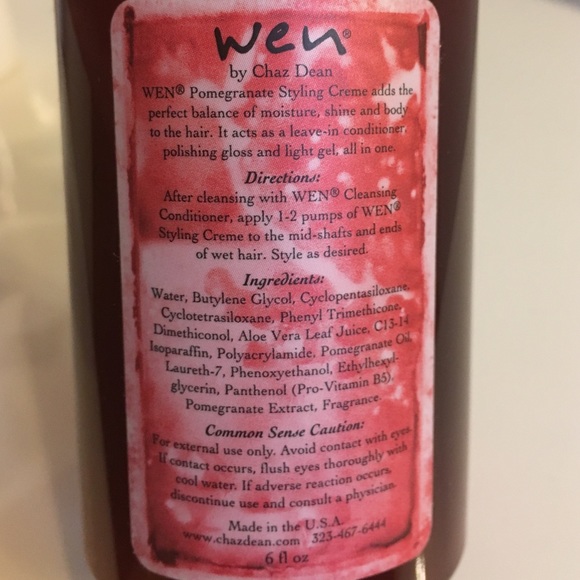 wen®
by Chaz Dean
WEN® Pomegranate Styling Creme adds the
perfect balance of moisture, shine and body
to the hair. It acts as a leave-in conditioner,
polishing gloss and light gel, all in one.
Directions:
After cleansing with WEN® Cleansing
Conditioner, apply 1-2 pumps of WEN®
Styling Creme to the mid-shafts and ends
of wet hair. Style as desired.
Ingredients:
Water, Butylene Glycol, Cyclopentasiloxane,
Cyclotetrasiloxane, Phenyl Trimethicone,
Dimethiconol, Aloe Vera Leaf Juice, C13-14
Isoparaffin, Polyacrylamide, Pomegranate Oil,
Laureth-7, Phenoxyethanol, Ethylhexyl-
glycerin, Panthenol (Pro-Vitamin B5),
Pomegranate Extract, Fragrance.
Common Sense Caution:
For external use only. Avoid contact with eyes.
If contact occurs, flush eyes thoroughly with
cool water. If adverse reaction occurs,
discontinue use and consult a physician.
Made in the U.S.A.
www.chazdean.com 323-467-6444
6 fl oz